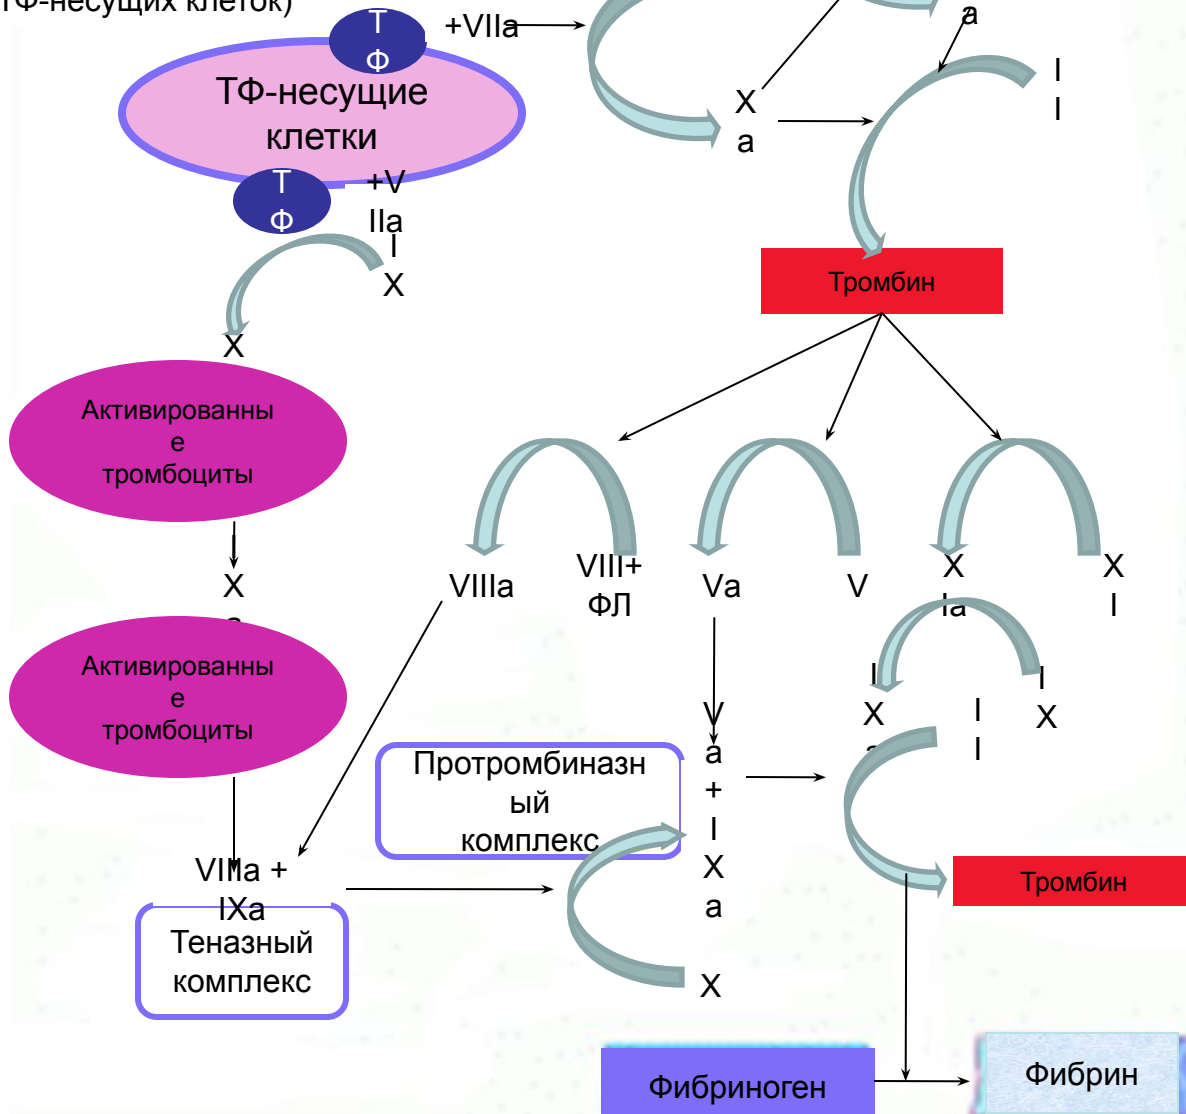 ТФ-несущих клеток)
Т
Ф
+VIIa
a
ТФ-несущие
клетки
X
a
I
I
Т
Ф
+V
IIa
I
X
Тромбин
X
Активированны
е
тромбоциты
X
VIIIa
VIII+
ФЛ
Va
V
X
Ia
X
I
Активированны
е
тромбоциты
I
X
I
X
I
I
V
a
+
I
X
a
Протромбиназн
ый
комплекс
VIIIa +
IXa
Теназный
комплекс
X
Тромбин
Фибриноген
Фибрин